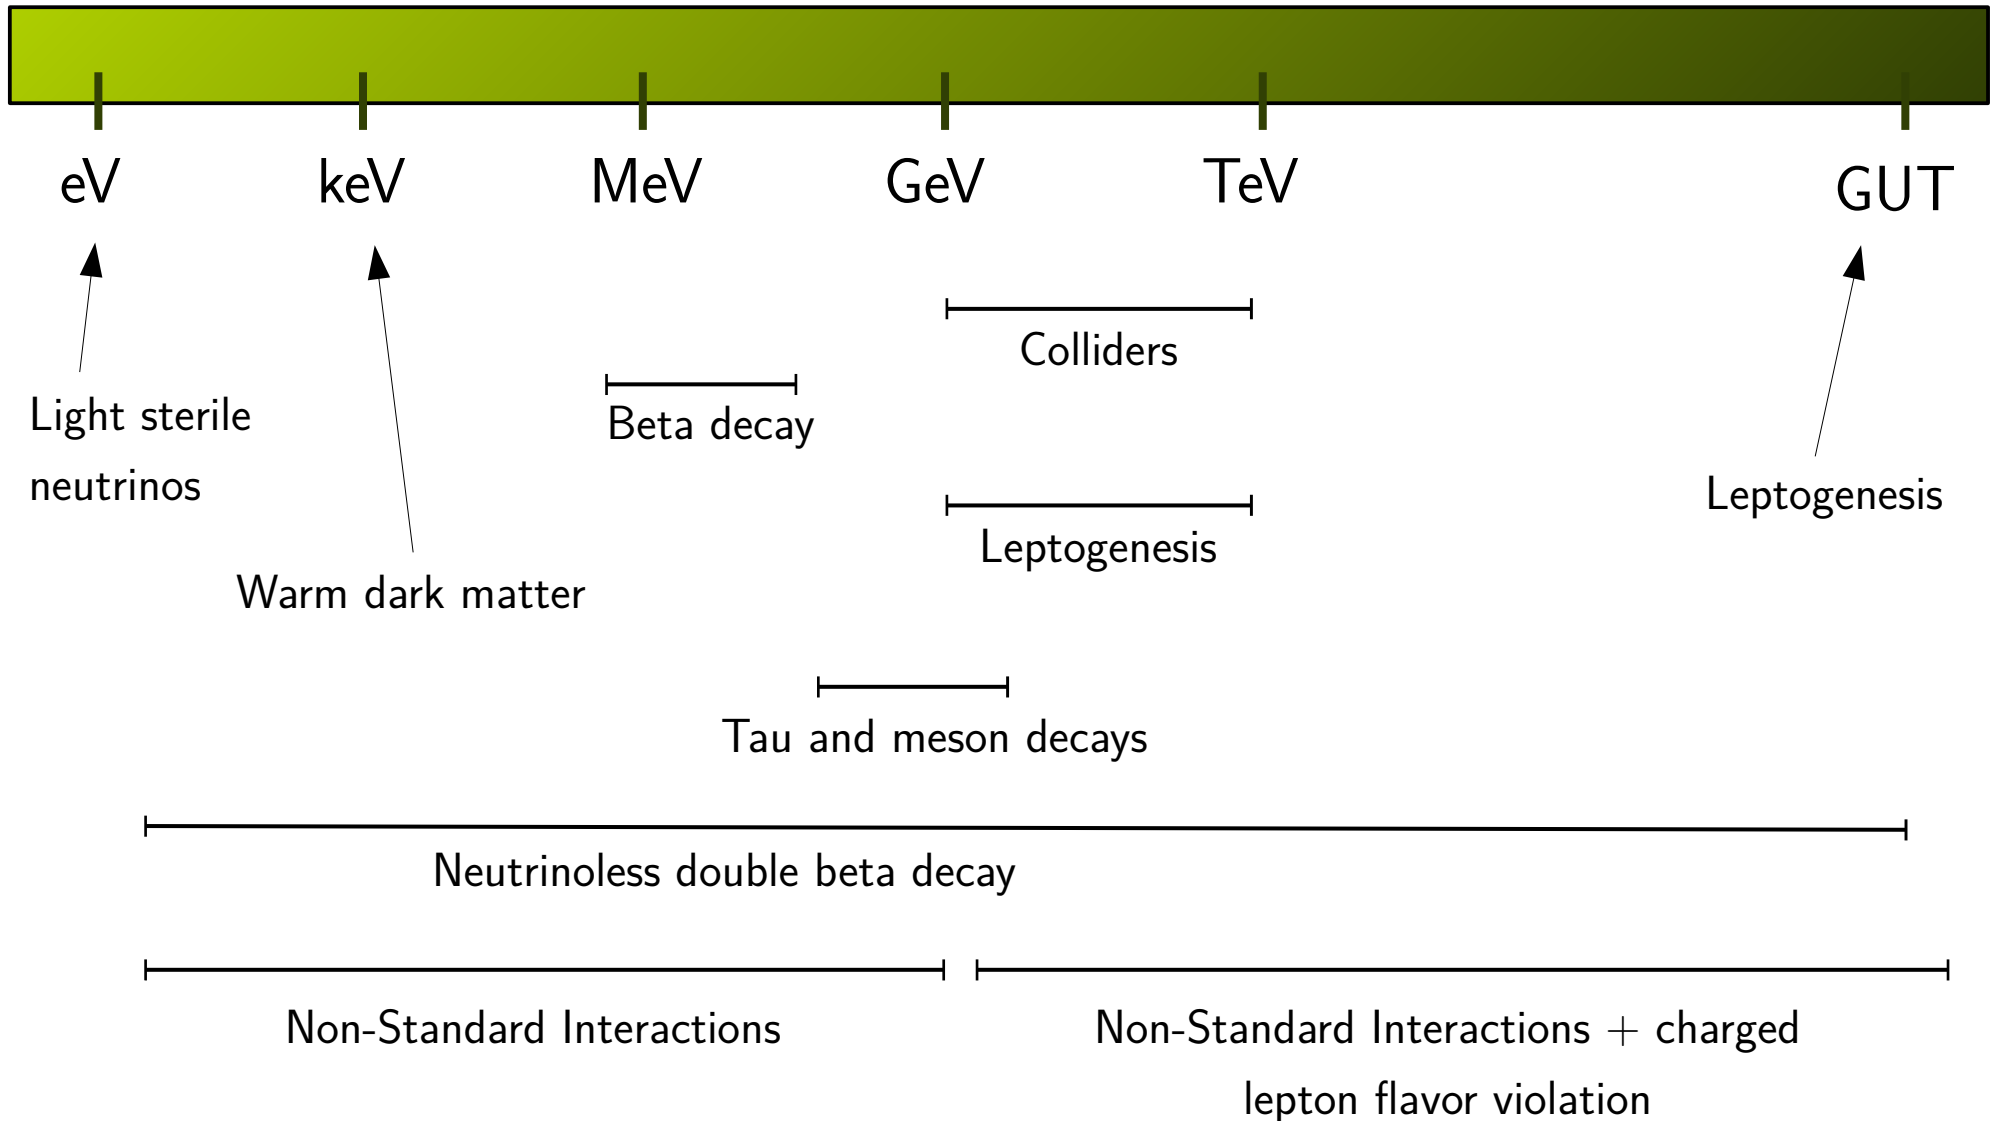 eV
keV
MeV
GeV
TeV
GUT
Colliders
Beta decay
Light sterile
neutrinos
Leptogenesis
Leptogenesis
Warm dark matter
Tau and meson decays
Neutrinoless double beta decay
Non-Standard Interactions
Non-Standard Interactions + charged
lepton flavor violation